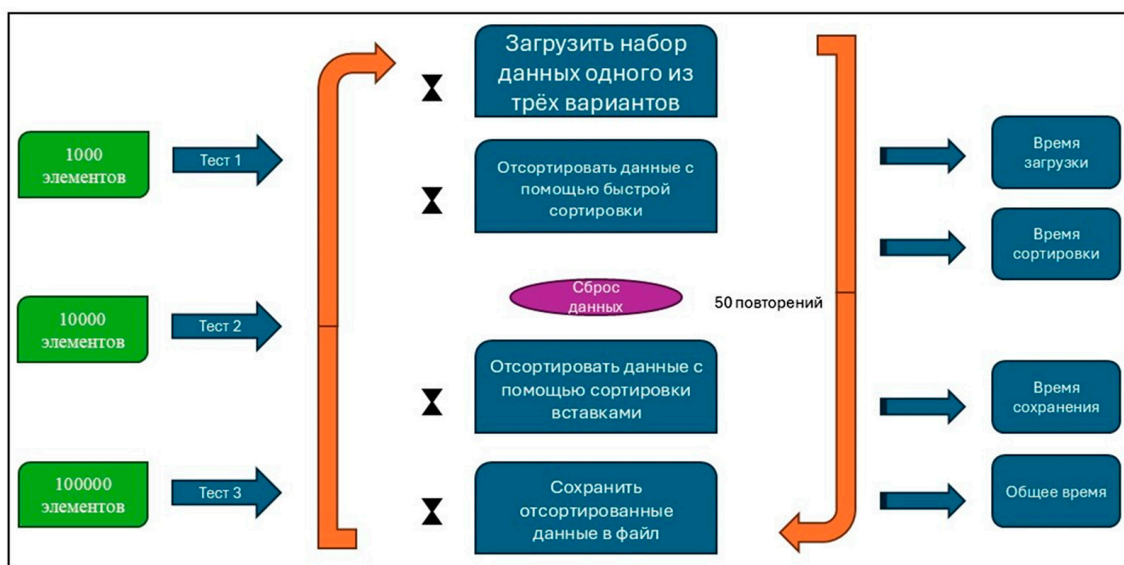 1000
элементов
Тест 1
10000
элементов
Тест 2
100000
элементов
Тест 3
Загрузить набор
данных одного из
трёх вариантов
Отсортировать данные с
помощью быстрой
сортировки
Сброс
данных
50 повторений
Отсортировать данные с
помощью сортировки
вставками
Сохранить
отсортированные
данные в файл
Время
загрузки
Время
сортировки
Время
сохранения
Общее время